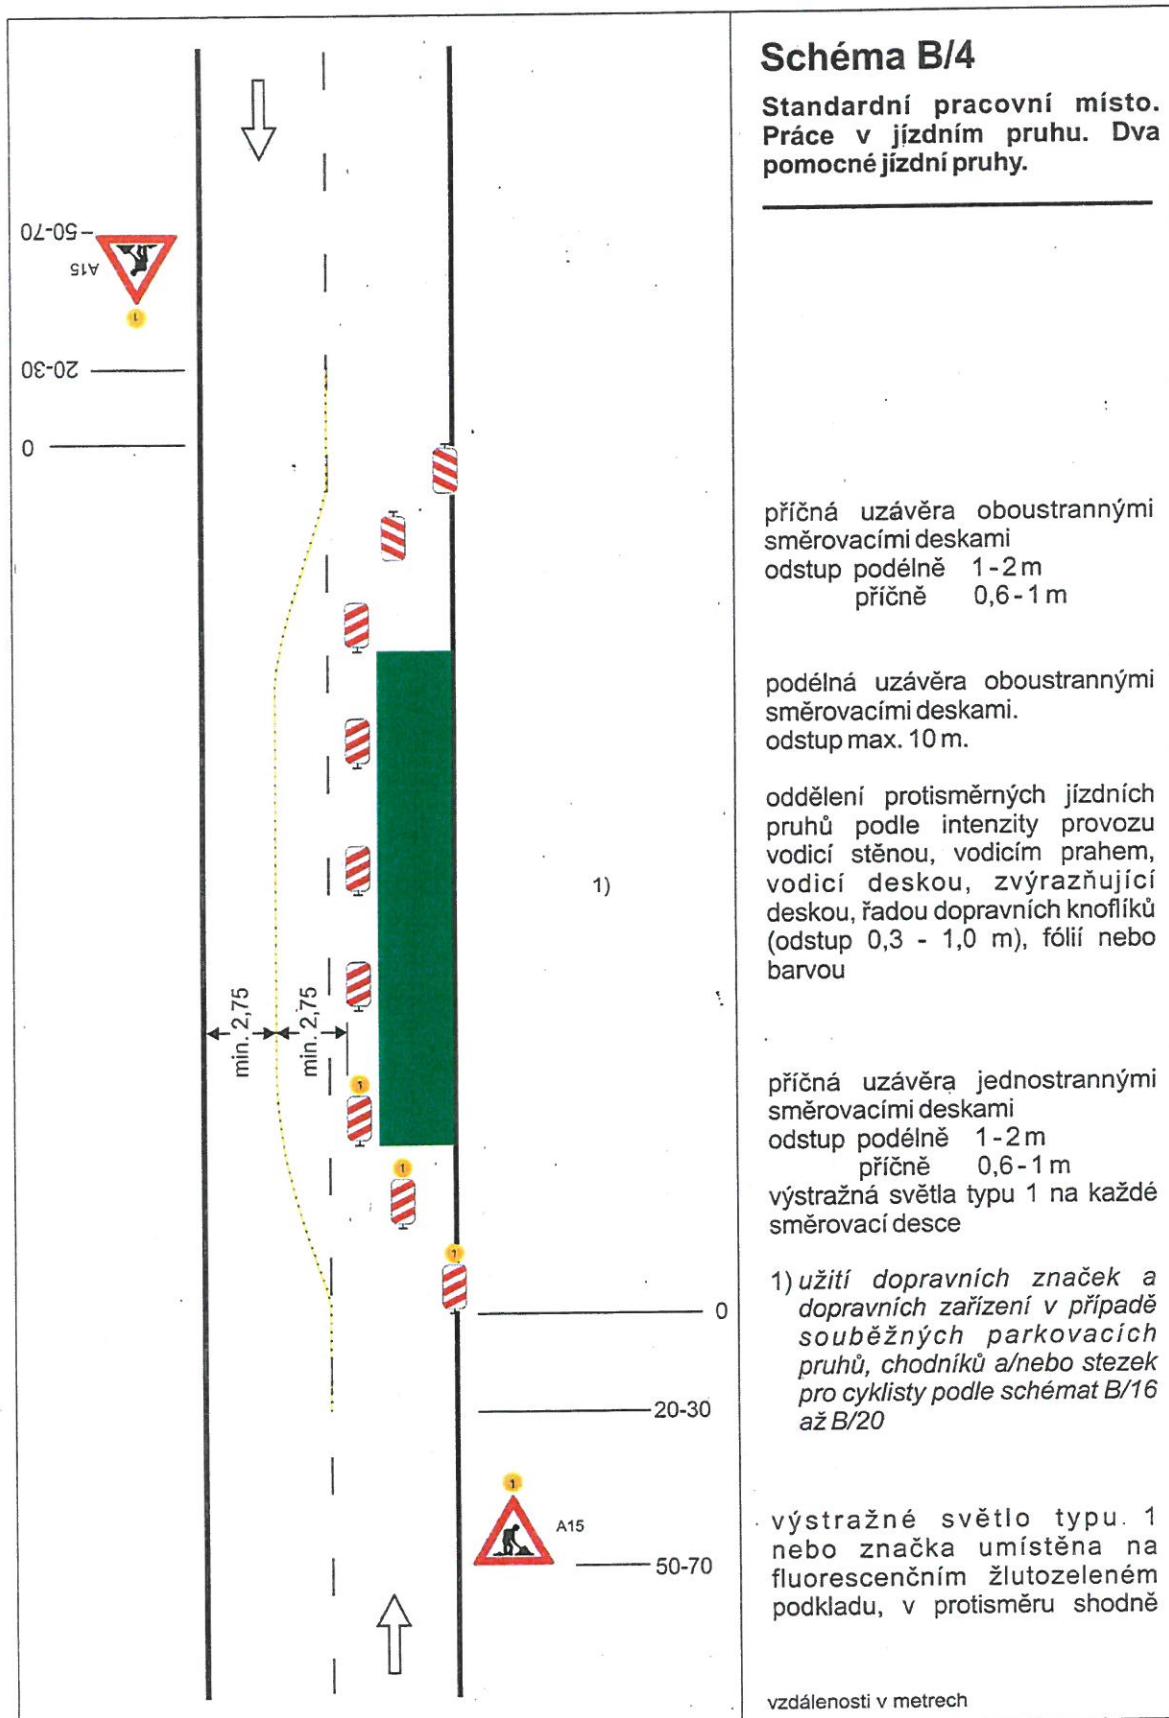 Schéma B/4
Standardní pracovní místo.
Práce v jízdním pruhu. Dva
pomocné jízdní pruhy.
50-70
A15
1
20-30
0
příčná uzávěra oboustrannými
směrovacími deskami
odstup podélně 1-2 m
příčně 0,6-1 m
podélná uzávěra oboustrannými
směrovacími deskami.
odstup max. 10 m.
oddělení protisměrných jízdních
pruhů podle intenzity provozu
vodicí stěnou, vodicím prahem,
vodicí deskou, zvýrazňující
deskou, řadou dopravních knoflíků
(odstup 0,3 - 1,0 m), fólií nebo
barvou
1)
min. 2,75
min. 2,75
1
1
1
příčná uzávěra jednostrannými
směrovacími deskami
odstup podélně 1-2 m
příčně 0,6-1 m
výstražná světla typu 1 na každé
směrovací desce
0
1) užití dopravních značek a
dopravních zařízení v případě
souběžných parkovacích
pruhů, chodníků a/nebo stezek
pro cyklisty podle schémat B/16
až B/20
20-30
1
A15
50-70
výstražné světlo typu 1
nebo značka umístěna na
fluorescenčním žlutozeleném
podkladu, v protisměru shodně
vzdálenosti v metrech